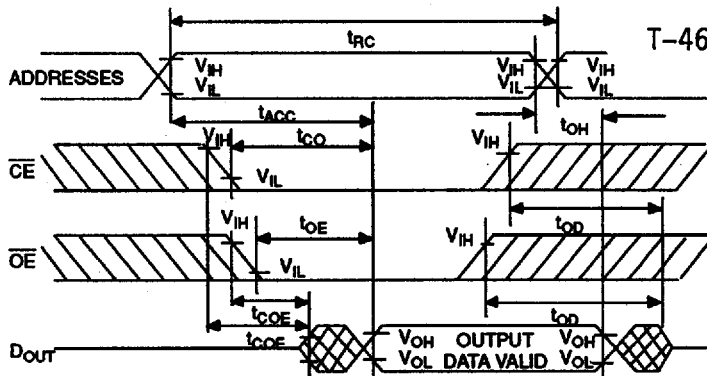 tRC
T-46
ADDRESSES
VIH
VIL
VIH
VIL
VIH
VIL
tACC
tOH
VIH
tCO
VIH
CE
VIL
tOD
VIH
tOE
VIH
OE
VIL
tCOE
tOD
tCOE
DOUT
VOH
VOL
OUTPUT
DATA VALID
VOH
VOL